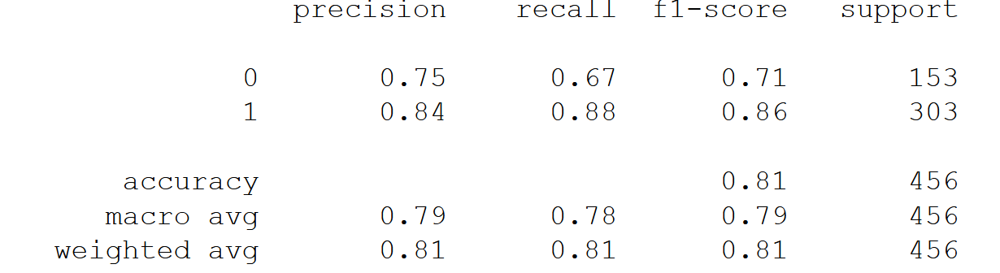 precision recall f1-score support
0 0.75 0.67 0.71 153
1 0.84 0.88 0.86 303
accuracy 0.81 456
macro avg 0.79 0.78 0.79 456
weighted avg 0.81 0.81 0.81 456